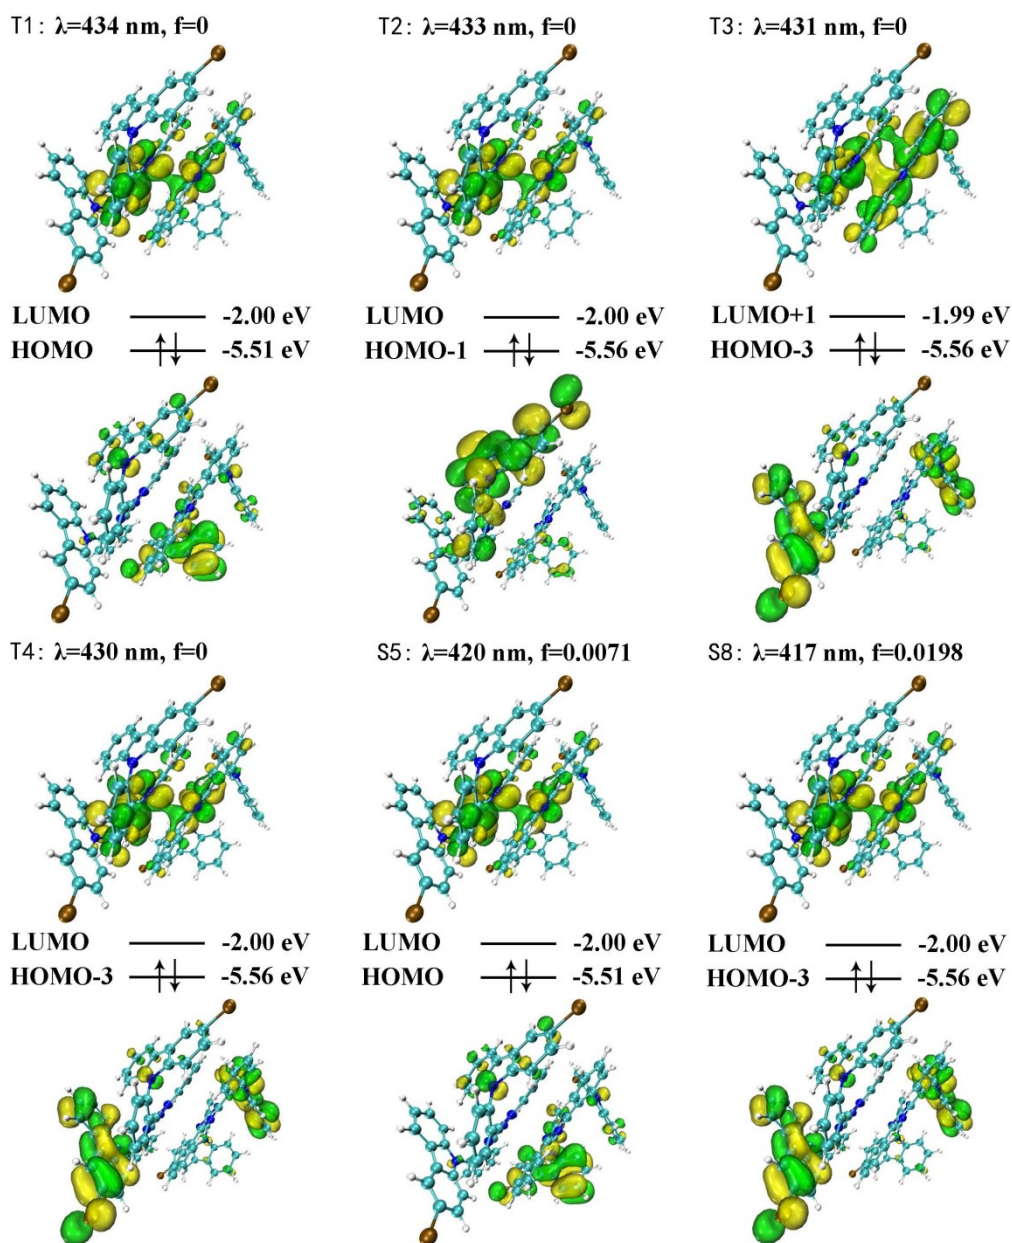 T1: λ=434 nm, f=0
T2: λ=433 nm, f=0
T3: λ=431 nm, f=0
LUMO -2.00 eV
HOMO -5.51 eV
LUMO -2.00 eV
HOMO-1 -5.56 eV
LUMO+1 -1.99 eV
HOMO-3 -5.56 eV
T4: λ=430 nm, f=0
S5: λ=420 nm, f=0.0071
S8: λ=417 nm, f=0.0198
LUMO -2.00 eV
HOMO-3 -5.56 eV
LUMO -2.00 eV
HOMO -5.51 eV
LUMO -2.00 eV
HOMO-3 -5.56 eV